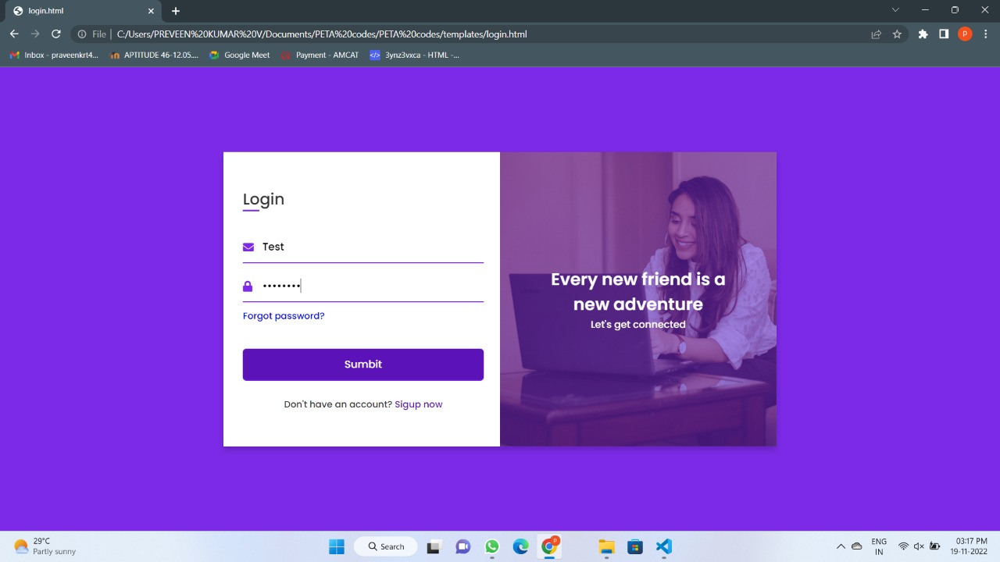 login.html
File
C:/Users/PREVEEN%20KUMAR%20V/Documents/PETA%20codes/PETA%20codes/templates/login.html
P
Inbox - praveenkrt4...
APTITUDE 46-12.05....
Google Meet
Payment - AMCAT
3ynz3vxca - HTML -...
Login
Test
••••••••
Forgot password?
Sumbit
Don't have an account? Sigup now
Every new friend is a
new adventure
Let's get connected
29°C
Partly sunny
Search
P
ENG
IN
03:17 PM
19-11-2022